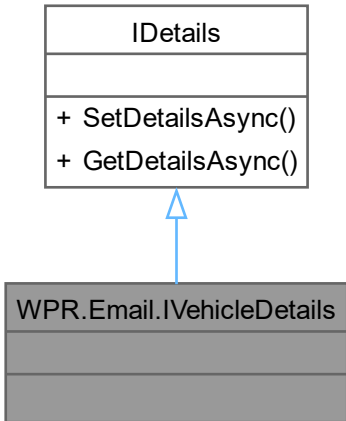 IDetails
+ SetDetailsAsync()
+ GetDetailsAsync()
WPR.Email.IVehicleDetails